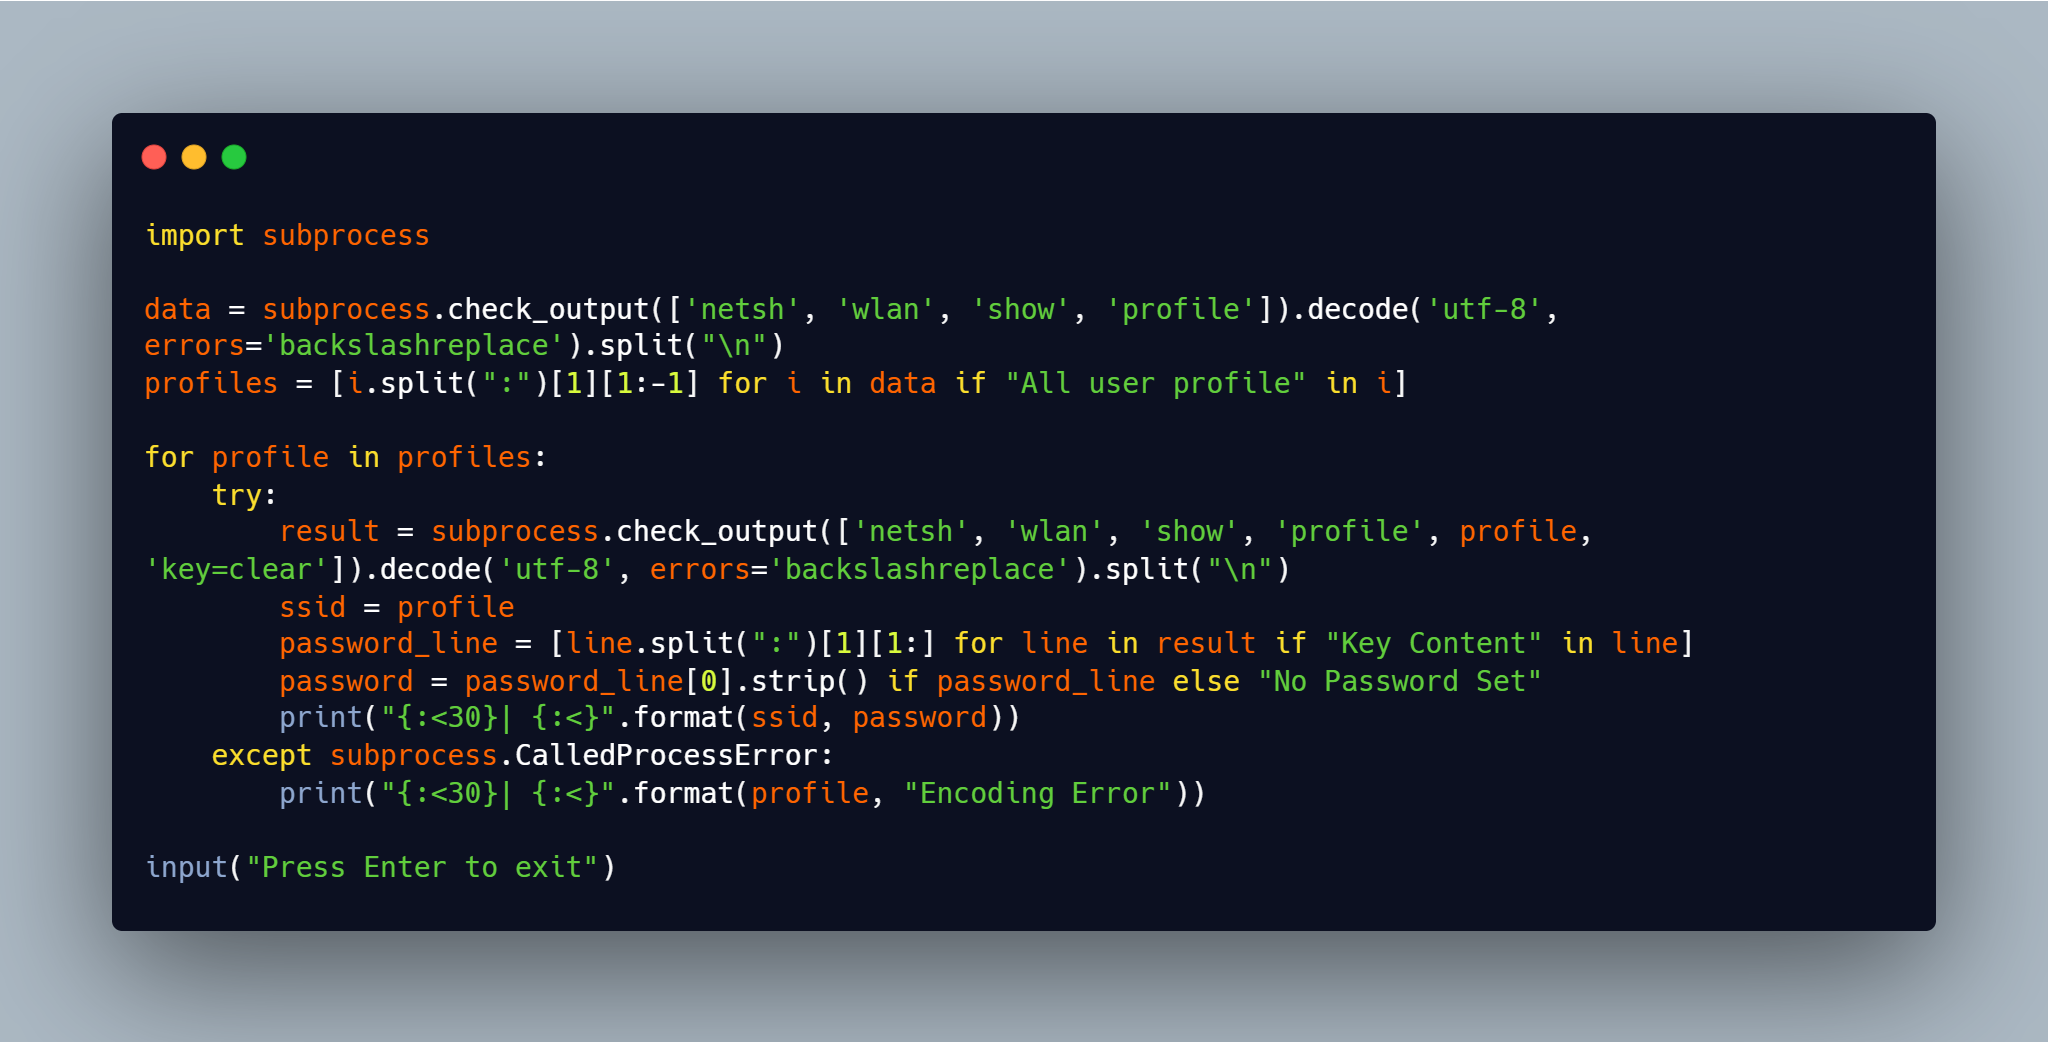 import subprocess

data = subprocess.check_output(['netsh', 'wlan', 'show', 'profile']).decode('utf-8',
errors='backslashreplace').split("\n")
profiles = [i.split(":")[1][1:-1] for i in data if "All user profile" in i]

for profile in profiles:
    try:
        result = subprocess.check_output(['netsh', 'wlan', 'show', 'profile', profile,
'key=clear']).decode('utf-8', errors='backslashreplace').split("\n")
        ssid = profile
        password_line = [line.split(":")[1][1:] for line in result if "Key Content" in line]
        password = password_line[0].strip() if password_line else "No Password Set"
        print("{:<30}| {:<}".format(ssid, password))
    except subprocess.CalledProcessError:
        print("{:<30}| {:<}".format(profile, "Encoding Error"))

input("Press Enter to exit")